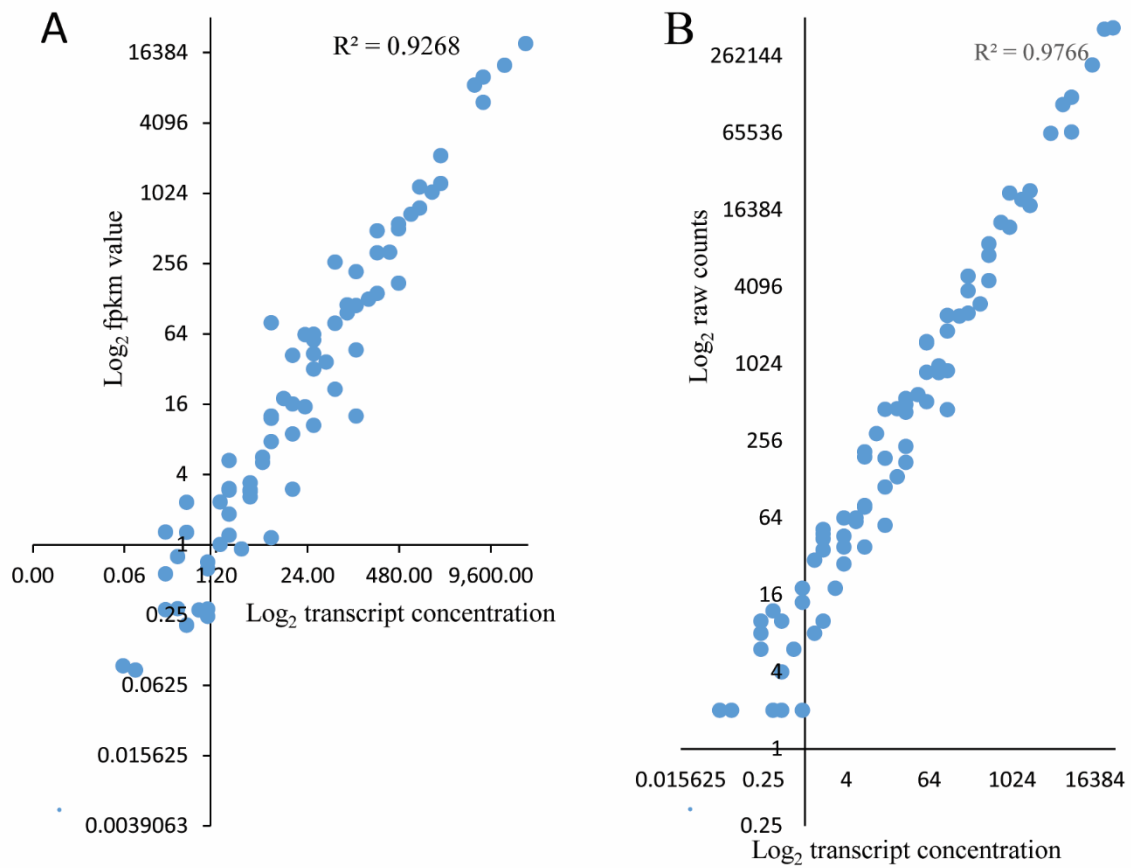 A
R² = 0.9268
16384
4096
1024
256
64
16
4
1
0.25
0.0625
0.015625
0.0039063
Log₂ fpkm value
0.00 0.06 1.20 24.00 480.00 9,600.00
Log₂ transcript concentration
B
R² = 0.9766
262144
65536
16384
4096
1024
256
64
16
4
1
0.25
Log₂ raw counts
0.015625 0.25 4 64 1024 16384
Log₂ transcript concentration